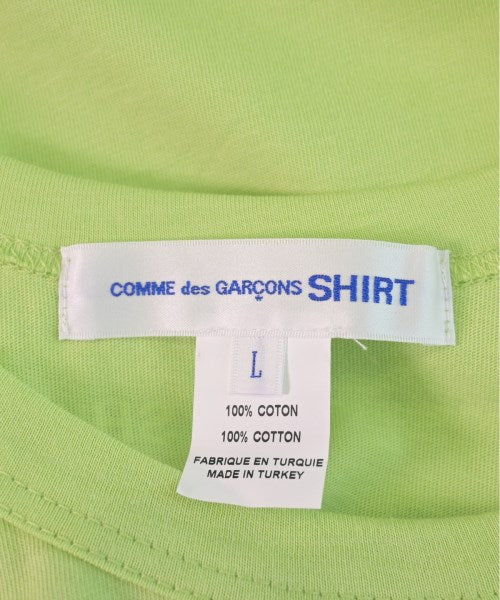 COMME des GARÇONS SHIRT
L
100% COTON
100% COTTON
FABRIQUE EN TURQUIE
MADE IN TURKEY